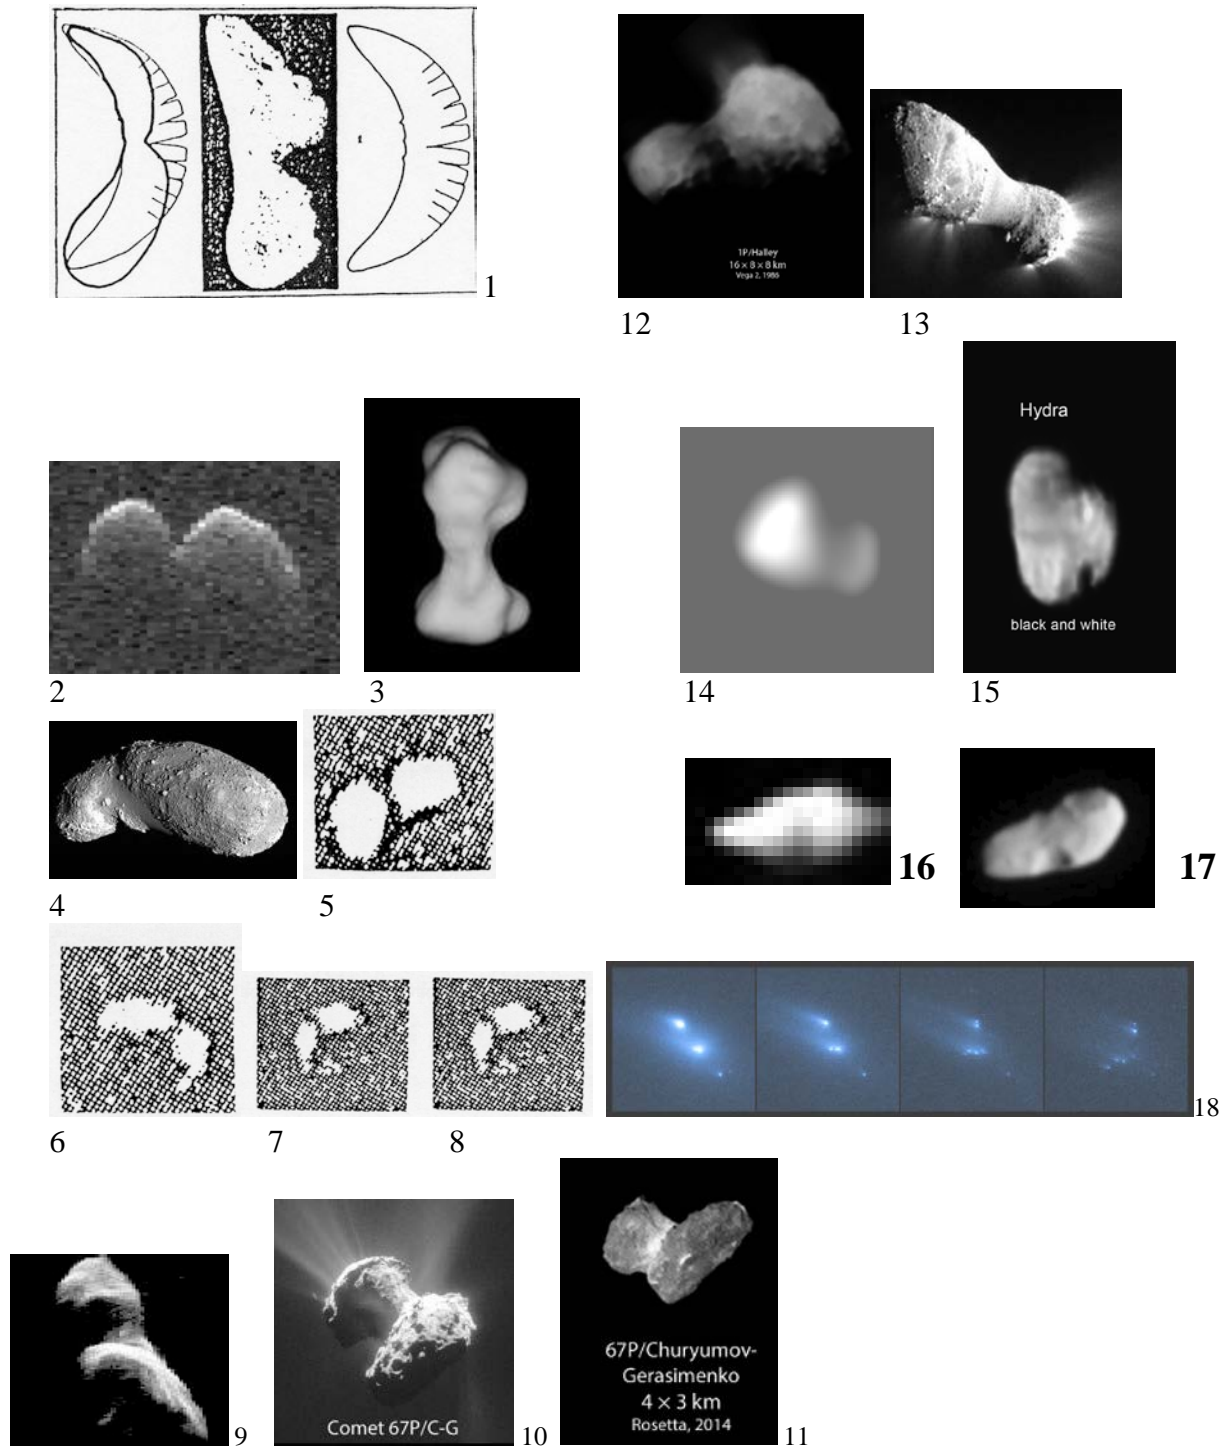 1
1P/Halley
16 × 8 × 8 km
Vega 2, 1986
12
13
2
3
14
Hydra
black and white
15
4
5
16
17
6
7
8
18
9
Comet 67P/C-G
10
67P/Churyumov-
Gerasimenko
4 × 3 km
Rosetta, 2014
11